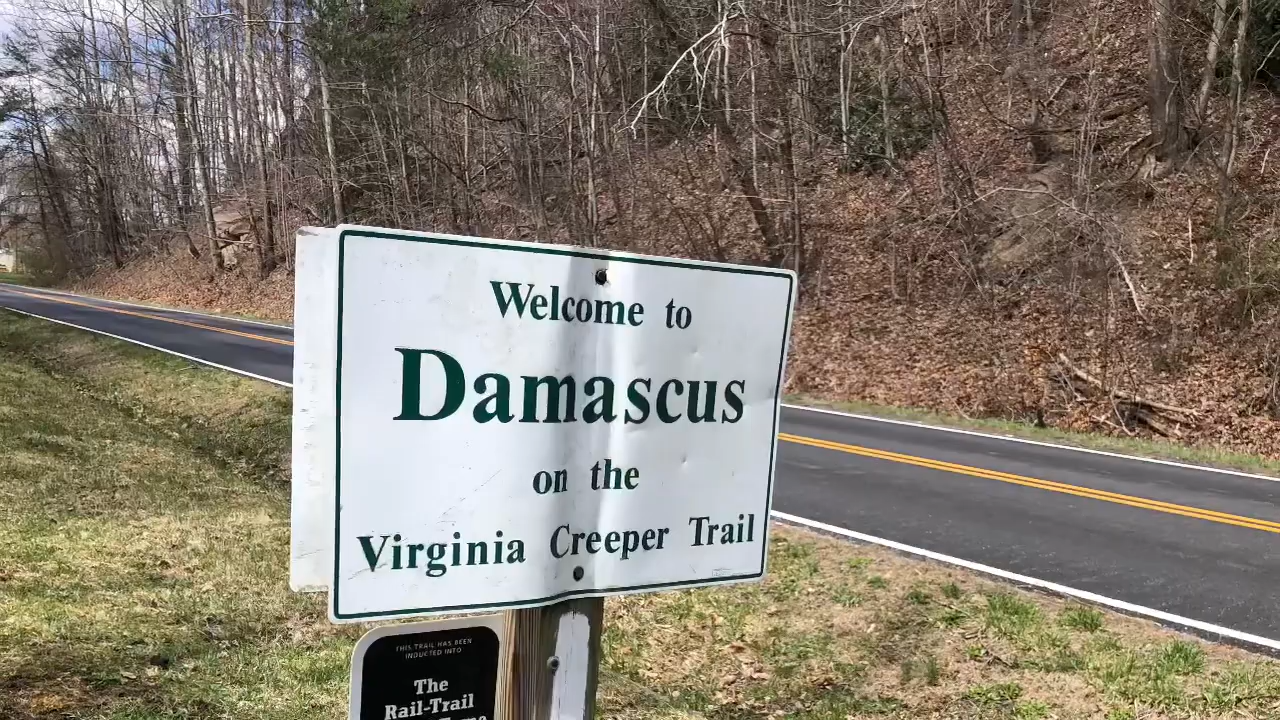 Welcome to
Damascus
on the
Virginia Creeper Trail
THIS TRAIL HAS BEEN
INDUCTED INTO
The
Rail-Trail